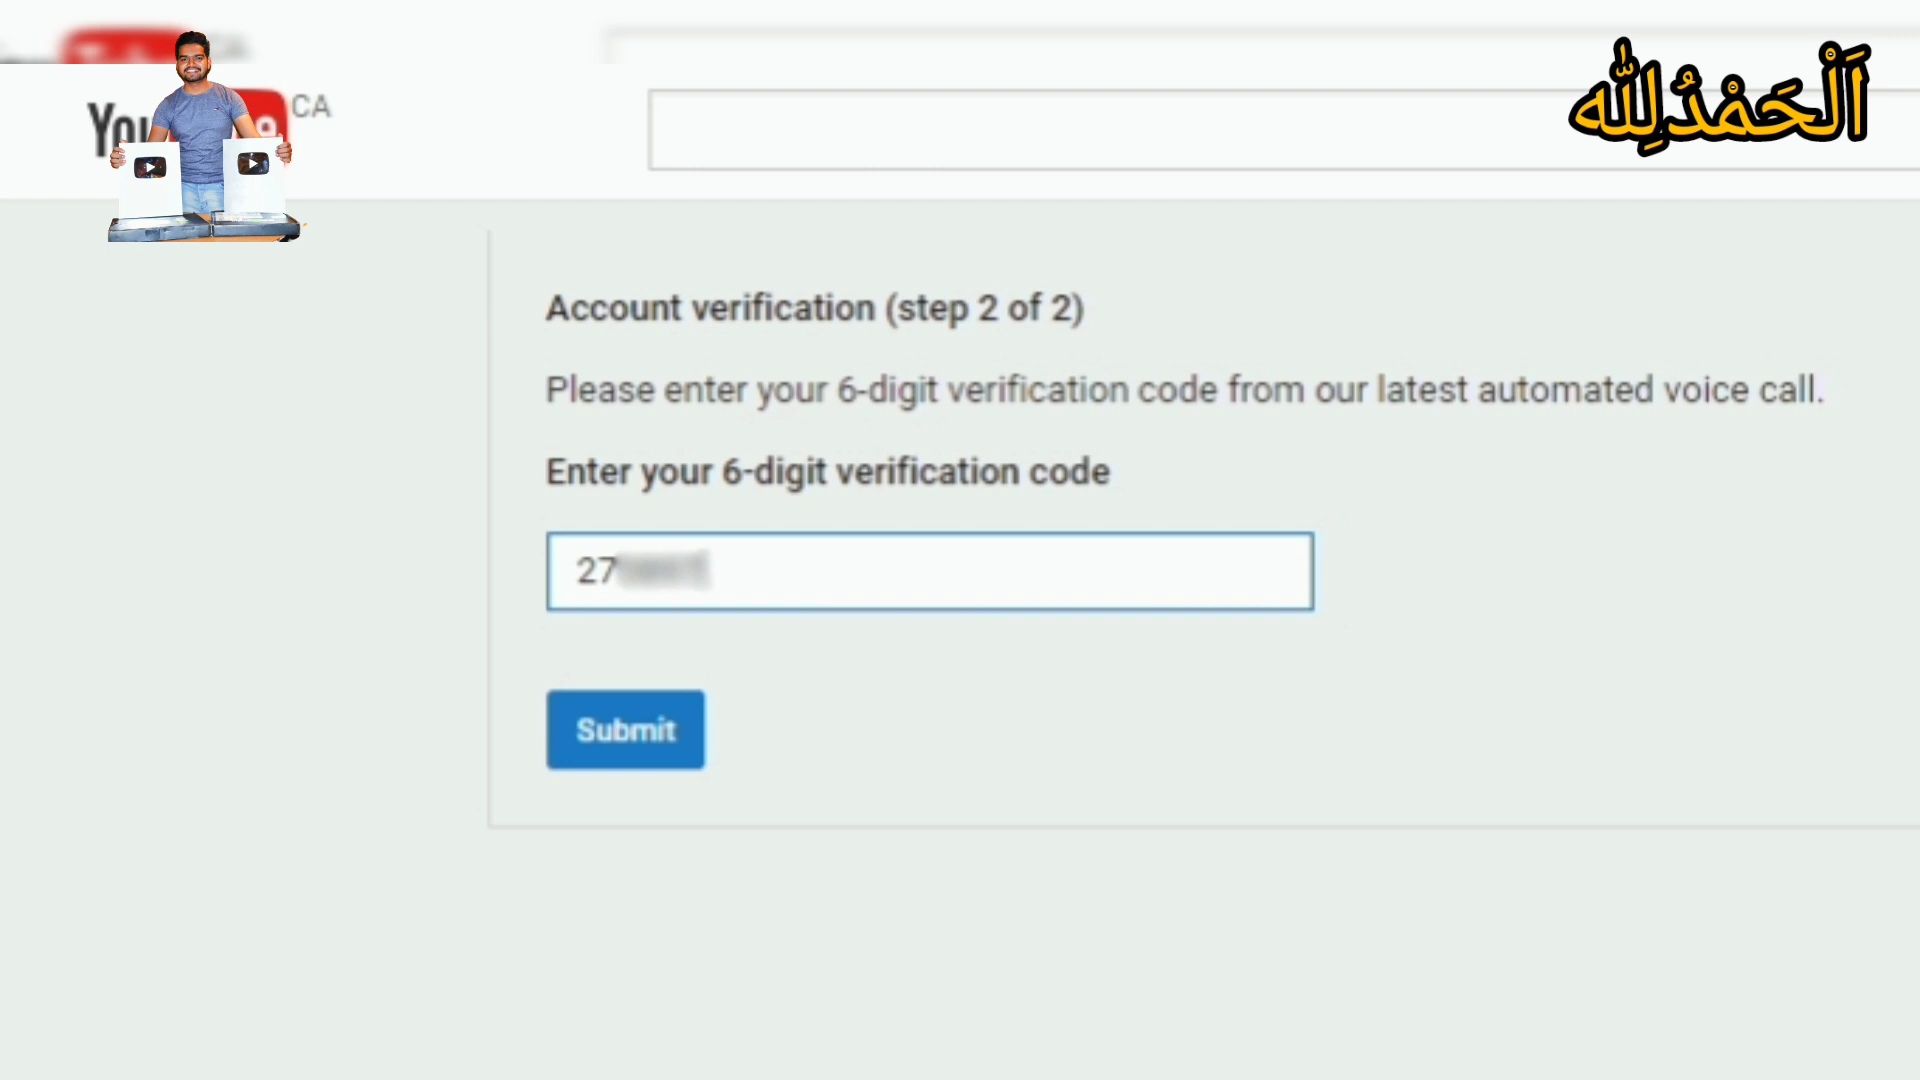 You
CA
اَلْحَمْدُلِلّٰه
Account verification (step 2 of 2)
Please enter your 6-digit verification code from our latest automated voice call.
Enter your 6-digit verification code
27
Submit